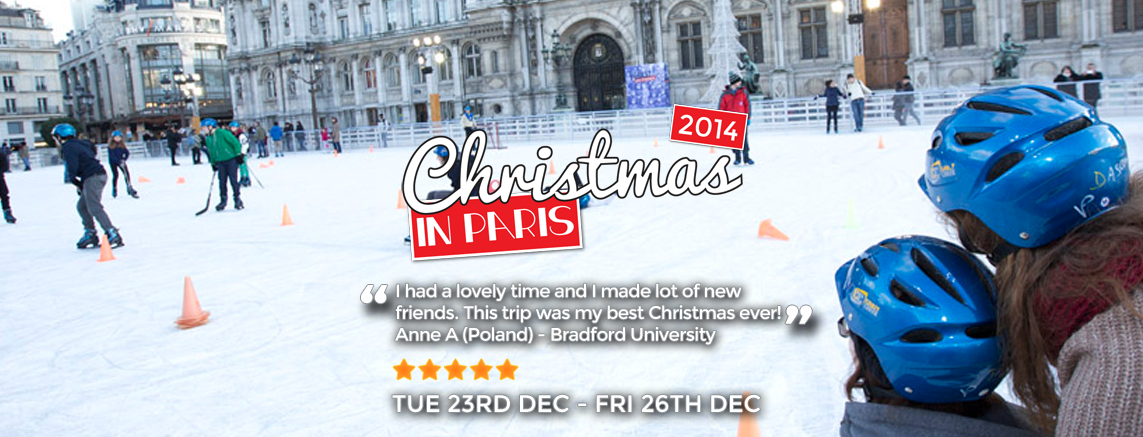 2014
Christmas
IN PARIS
“ I had a lovely time and I made lot of new
friends. This trip was my best Christmas ever! ”
Anne A (Poland) - Bradford University
TUE 23RD DEC - FRI 26TH DEC